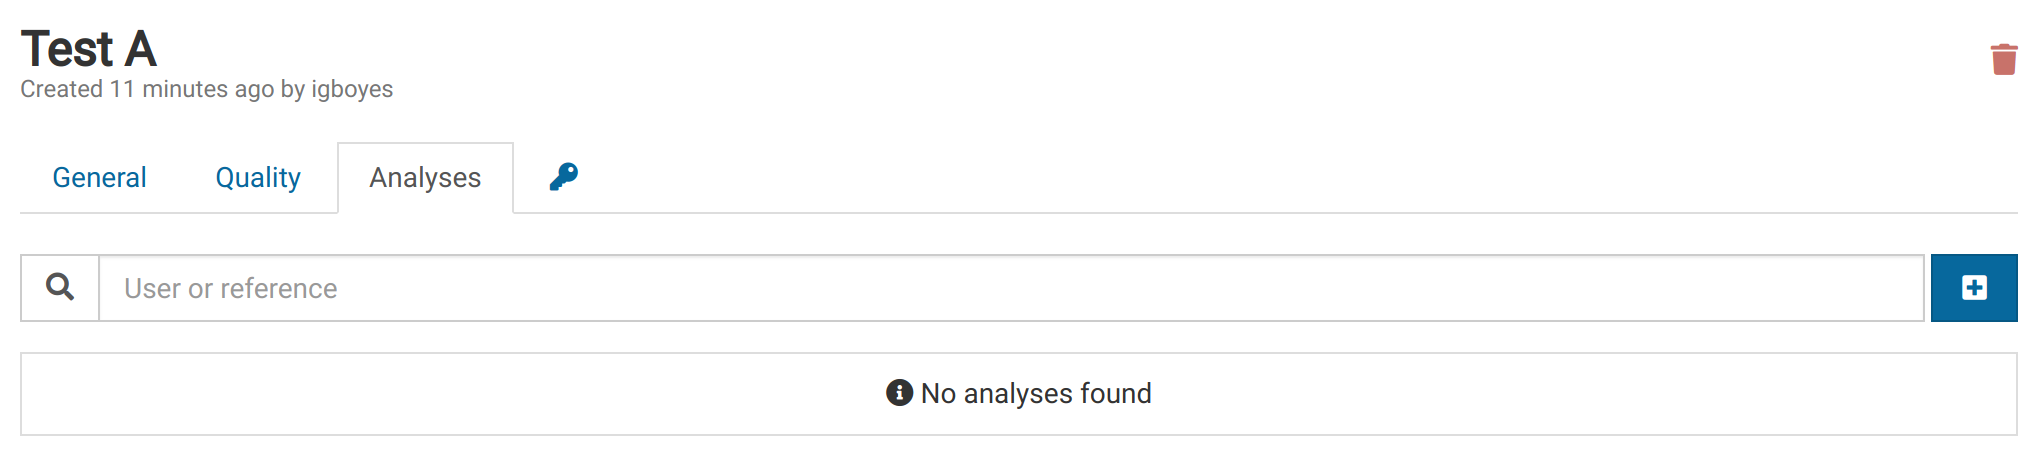 Test A
Created 11 minutes ago by igboyes
General Quality Analyses
User or reference
No analyses found